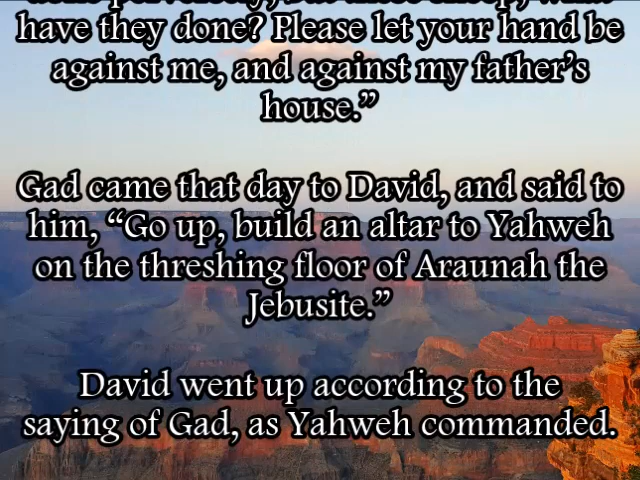 have they done? Please let your hand be
against me, and against my father's
house."
Gad came that day to David, and said to
him, "Go up, build an altar to Yahweh
on the threshing floor of Araunah the
Jebusite."
David went up according to the
saying of Gad, as Yahweh commanded.